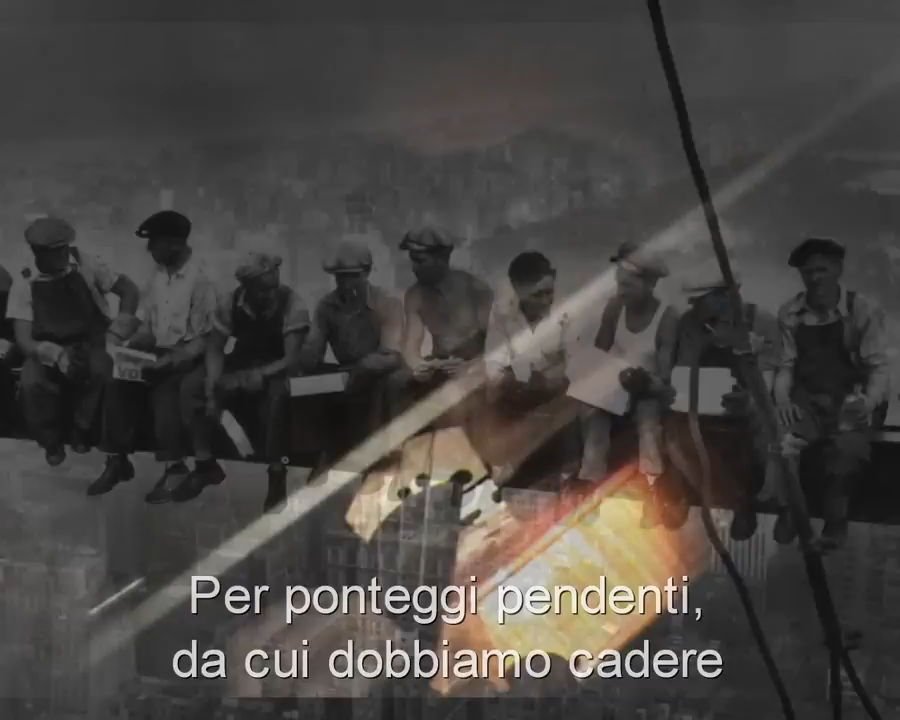 Per ponteggi pendenti,
da cui dobbiamo cadere